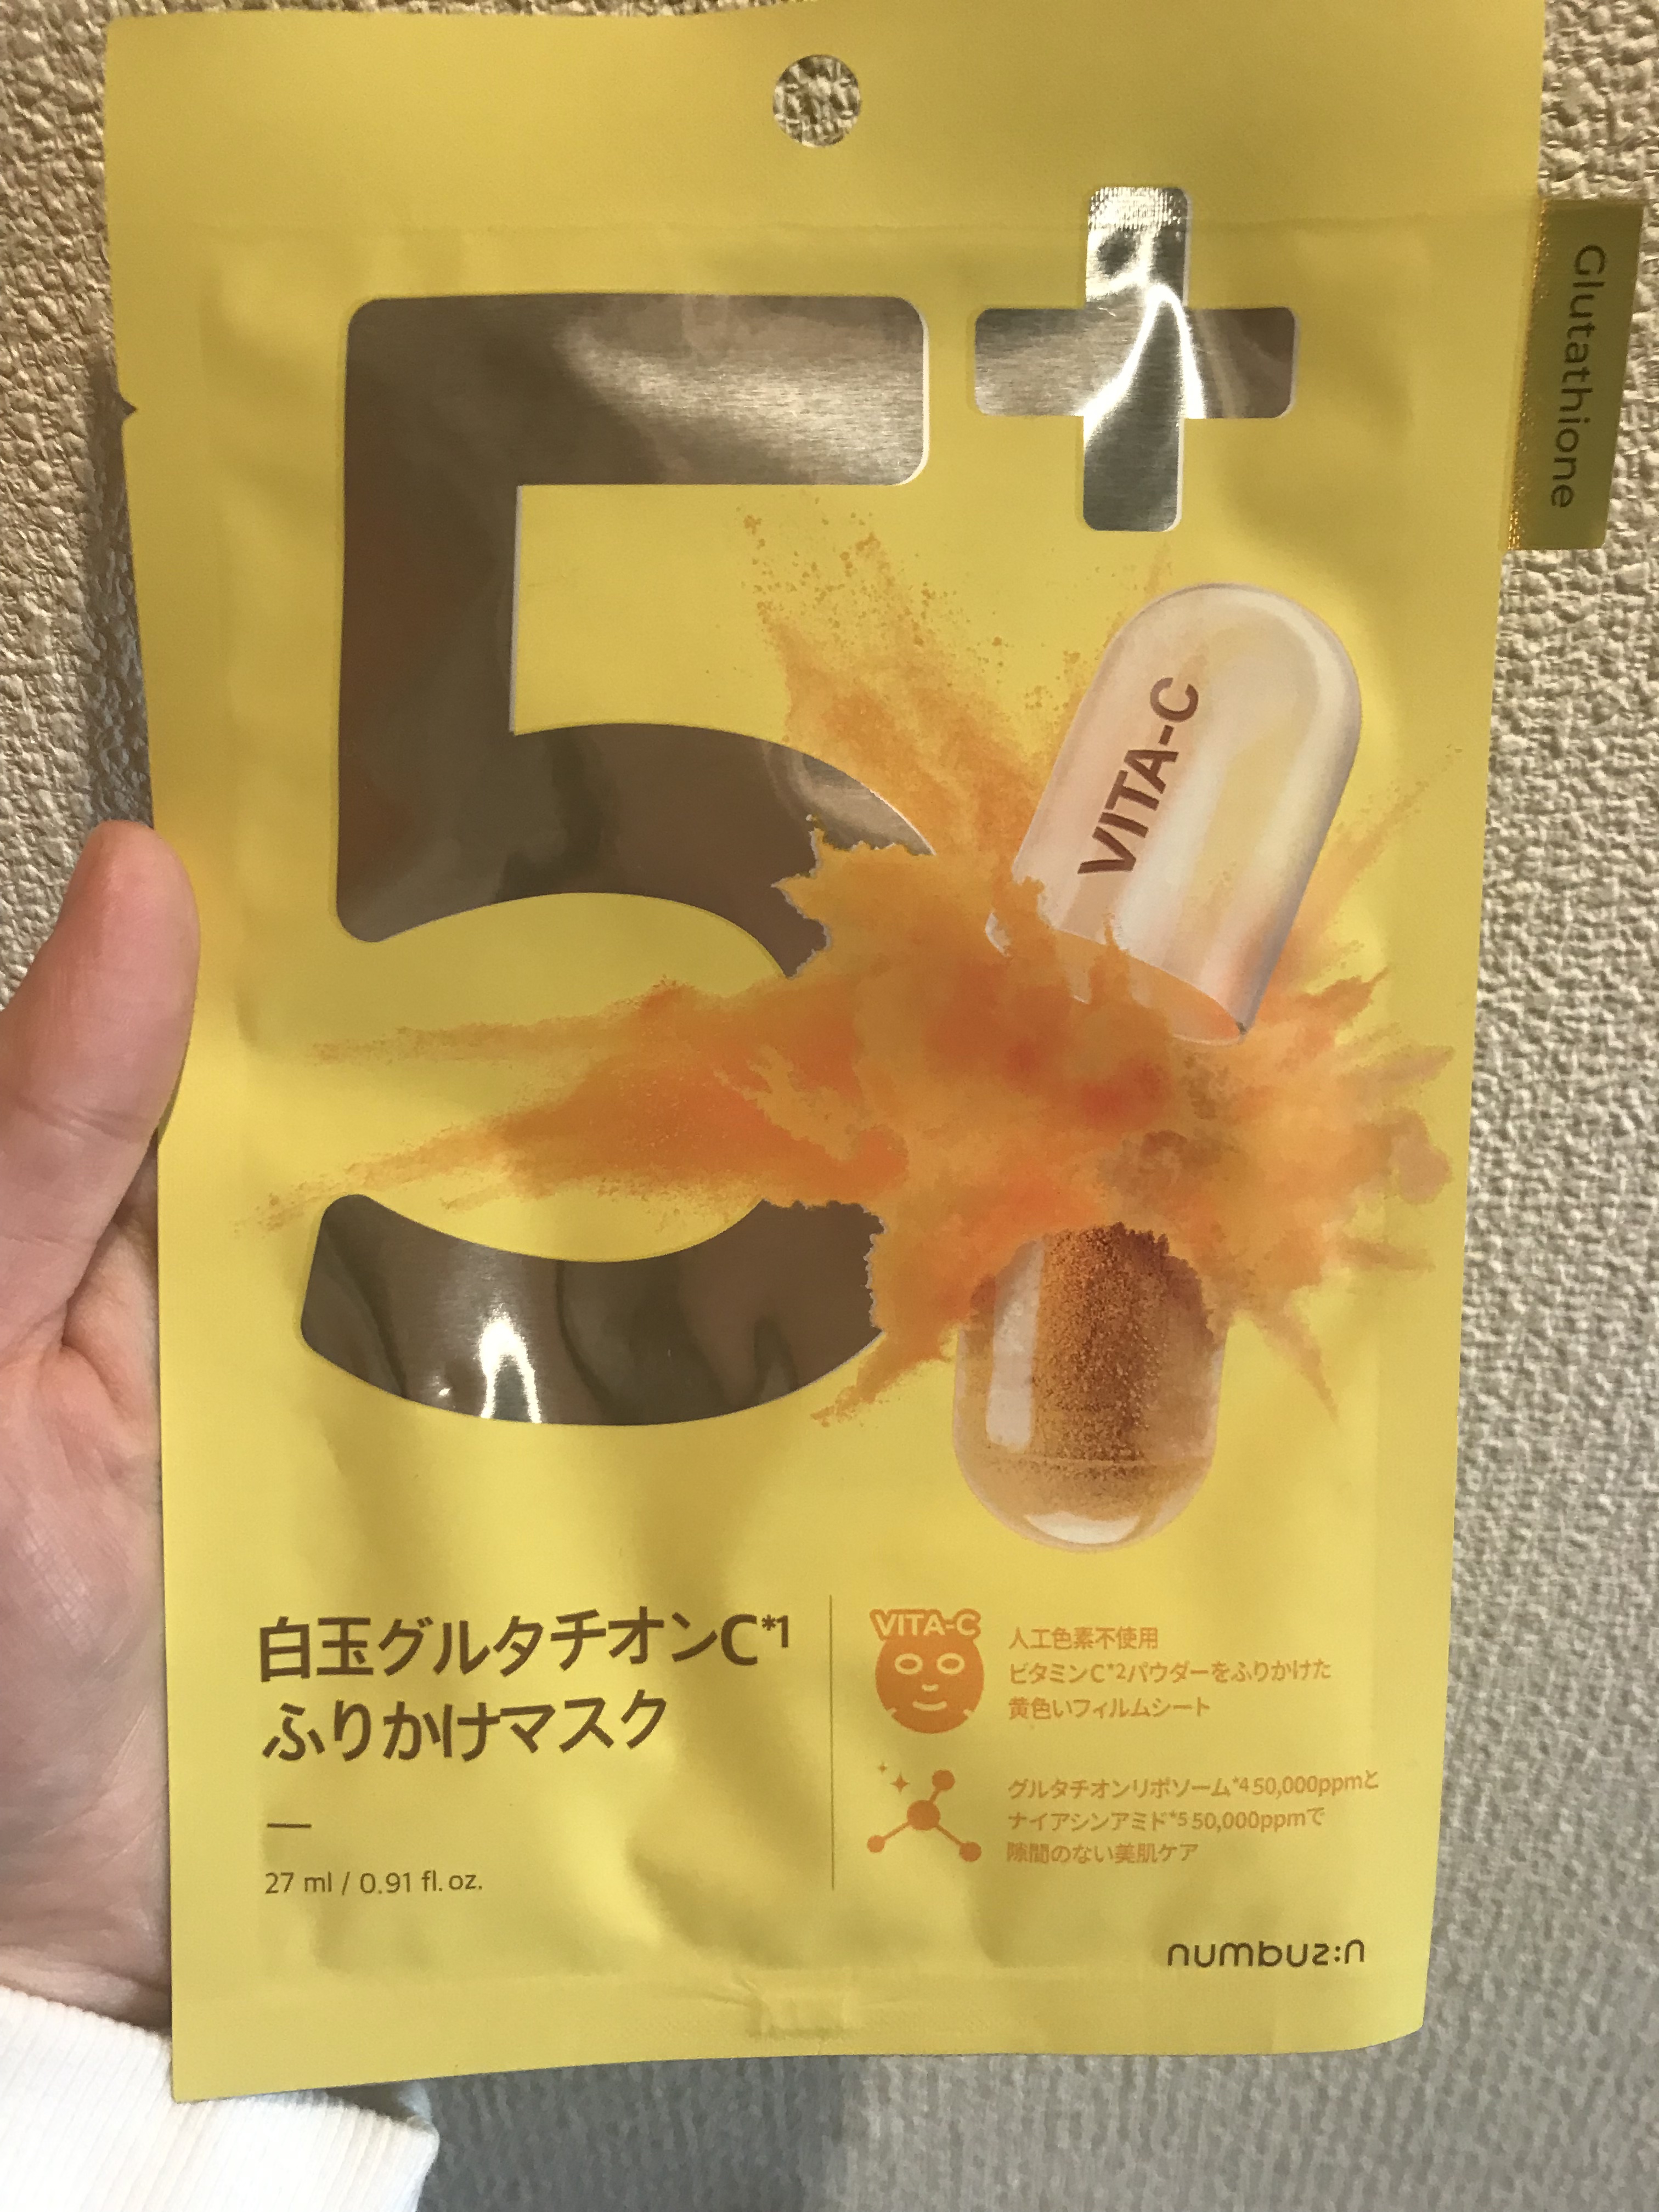 5+
Glutathione
VITA-C
白玉グルタチオンC*1
ふりかけマスク
27 ml / 0.91 fl. oz.
VITA-C
人工色素不使用
ビタミンC*2パウダーをふりかけた
黄色いフィルムシート
グルタチオンリポソーム*4 50,000ppmと
ナイアシンアミド*5 50,000ppmで
隙間のない美肌ケア
numbuz:n